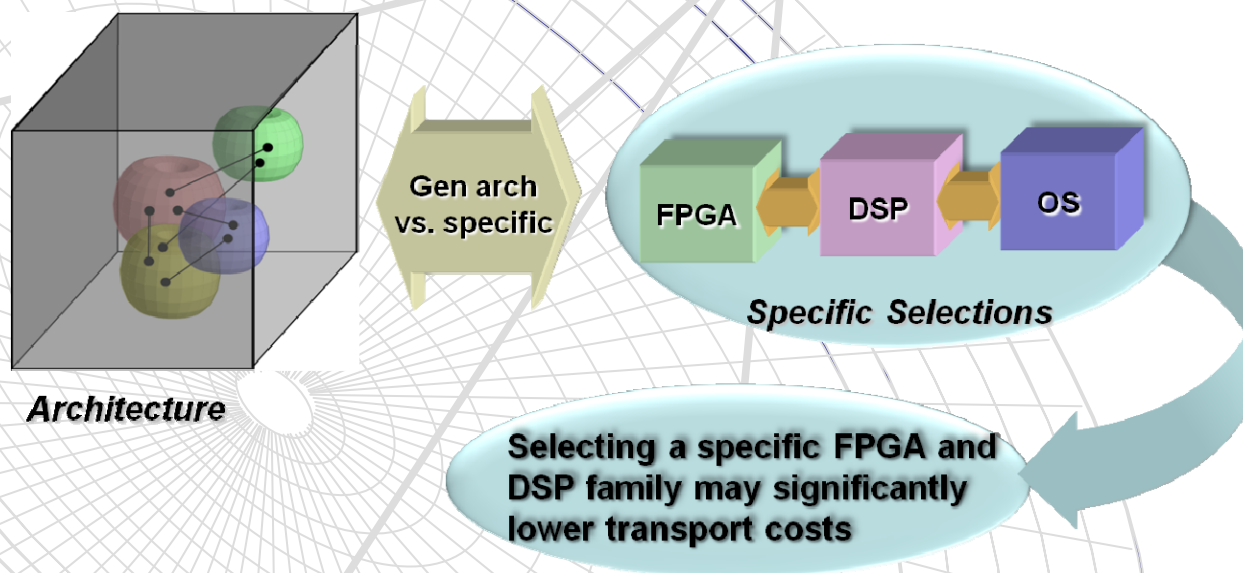 Gen arch
vs. specific
FPGA
DSP
OS
Specific Selections
Architecture
Selecting a specific FPGA and
DSP family may significantly
lower transport costs